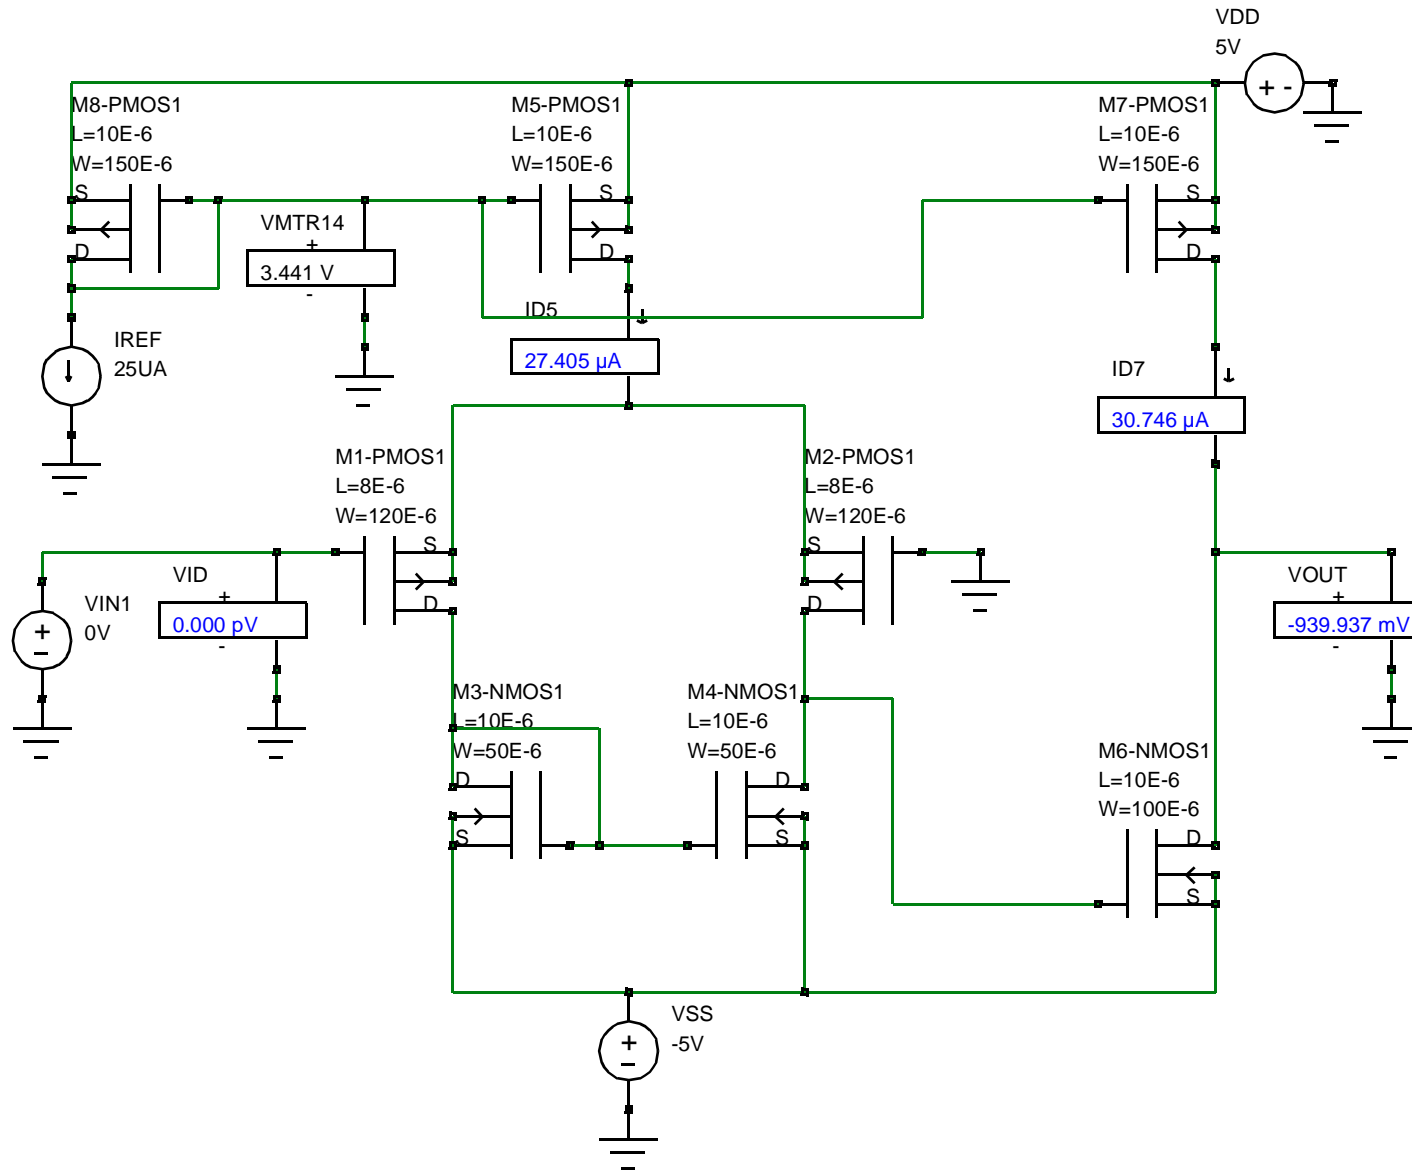 VDD
5V
+ -
M8-PMOS1
L=10E-6
W=150E-6
S
D
M5-PMOS1
L=10E-6
W=150E-6
S
D
M7-PMOS1
L=10E-6
W=150E-6
S
D
VMTR14
+
3.441 V
-
IREF
25UA
ID5
27.405 µA
ID7
30.746 µA
M1-PMOS1
L=8E-6
W=120E-6
S
D
M2-PMOS1
L=8E-6
W=120E-6
S
D
VIN1
0V
+
-
VID
+
0.000 pV
-
VOUT
+
-939.937 mV
-
M3-NMOS1
L=10E-6
W=50E-6
D
S
M4-NMOS1
L=10E-6
W=50E-6
D
S
M6-NMOS1
L=10E-6
W=100E-6
D
S
VSS
-5V
+
-